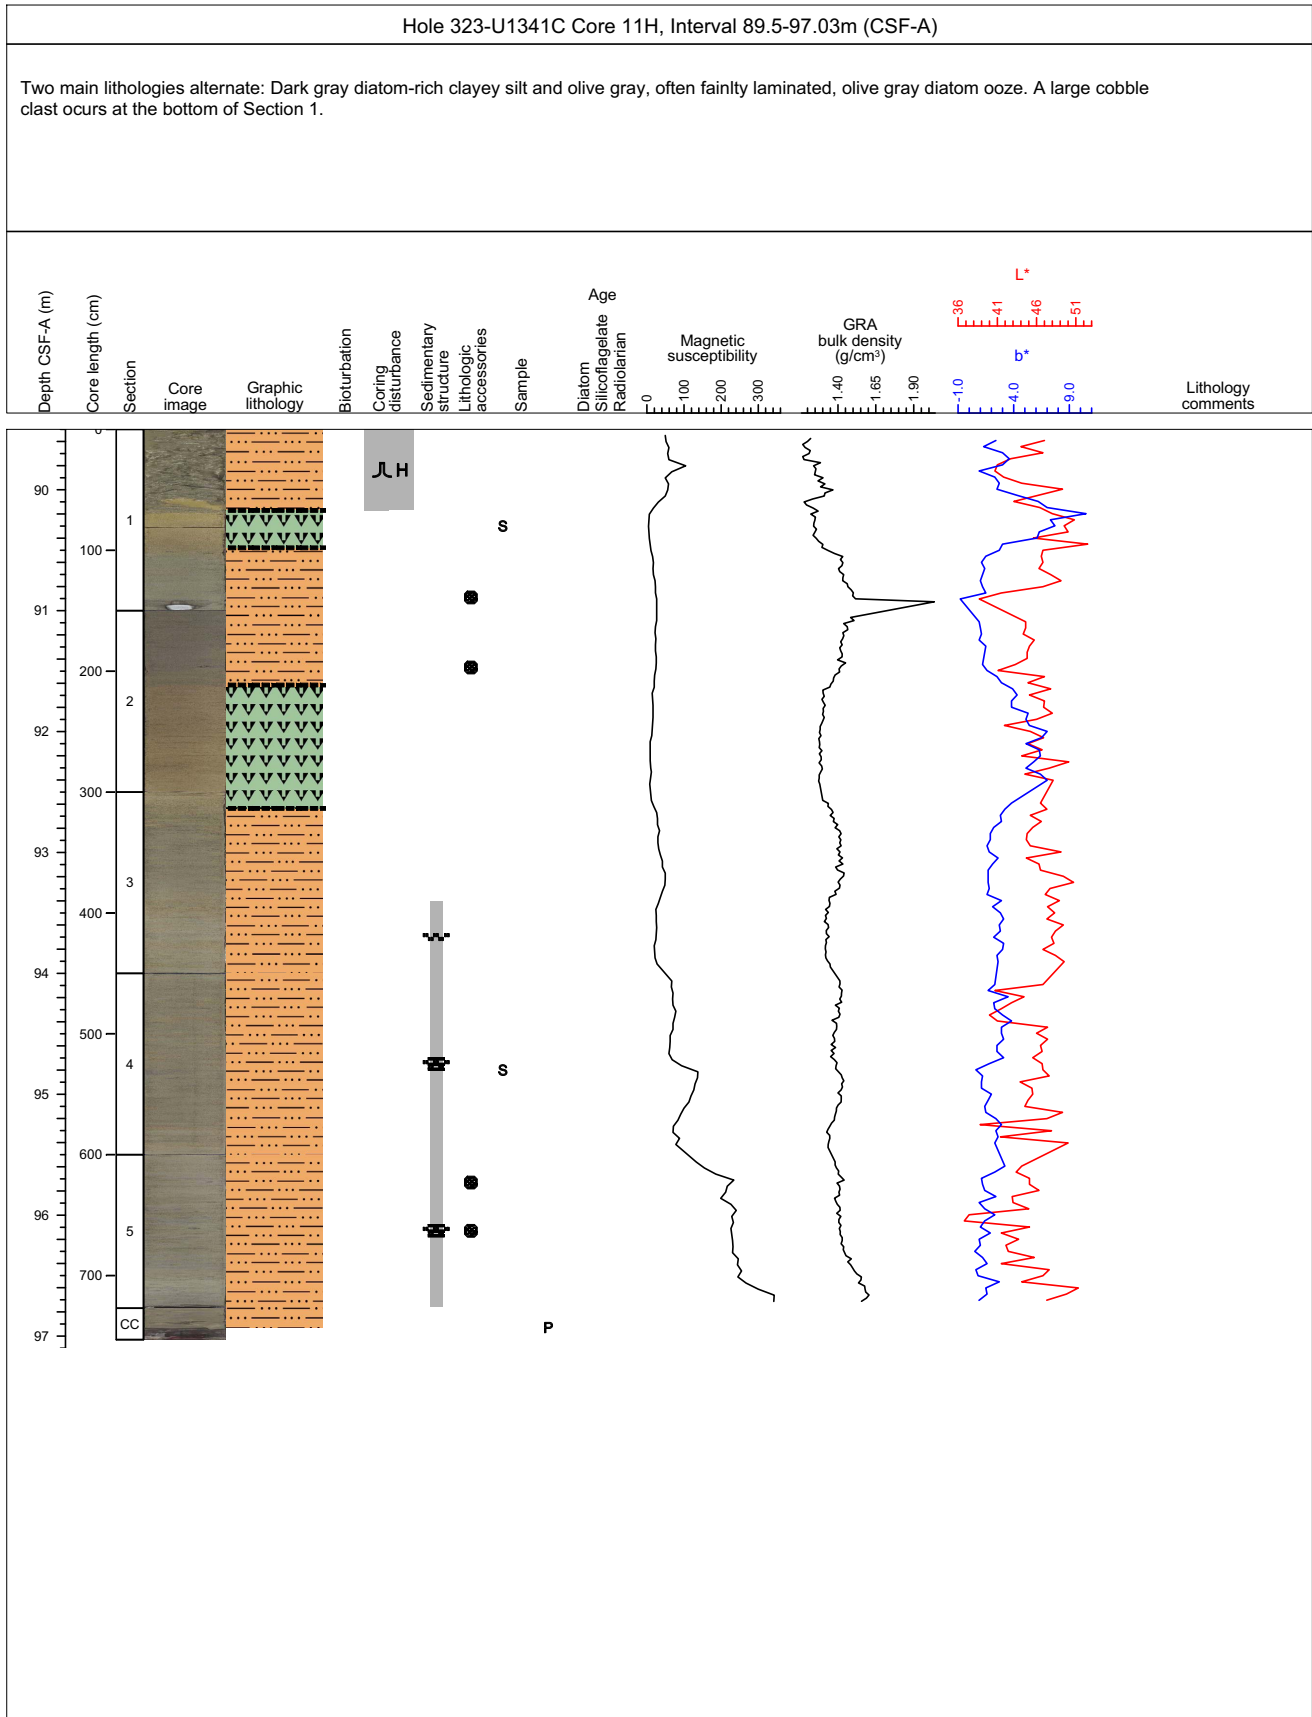 Hole 323-U1341C Core 11H, Interval 89.5-97.03m (CSF-A)
Two main lithologies alternate: Dark gray diatom-rich clayey silt and olive gray, often fainlty laminated, olive gray diatom ooze. A large cobble
clast ocurs at the bottom of Section 1.
Depth CSF-A (m)
Core length (cm)
Section
Core
image
Graphic
lithology
Bioturbation
Coring
disturbance
Sedimentary
structure
Lithologic
accessories
Sample
Age
Diatom
Silicoflagelate
Radiolarian
Magnetic
susceptibility
0 100 200 300
GRA
bulk density
(g/cm³)
1.40 1.65 1.90
L*
36 41 46 51
b*
-1.0 4.0 9.0
Lithology
comments
0
H
90
1
S
100
91
200
2
92
300
93
3
400
94
500
4
S
95
600
96
5
700
CC
P
97